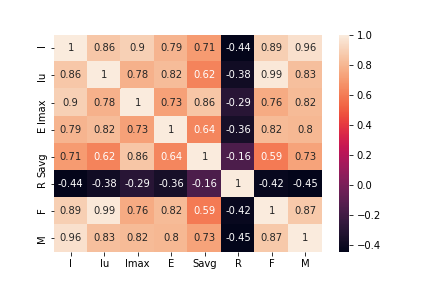 I 1 0.86 0.9 0.79 0.71 -0.44 0.89 0.96
Iu 0.86 1 0.78 0.82 0.62 -0.38 0.99 0.83
Imax 0.9 0.78 1 0.73 0.86 -0.29 0.76 0.82
E 0.79 0.82 0.73 1 0.64 -0.36 0.82 0.8
Savg 0.71 0.62 0.86 0.64 1 -0.16 0.59 0.73
R -0.44 -0.38 -0.29 -0.36 -0.16 1 -0.42 -0.45
F 0.89 0.99 0.76 0.82 0.59 -0.42 1 0.87
M 0.96 0.83 0.82 0.8 0.73 -0.45 0.87 1
I Iu Imax E Savg R F M
1.0
0.8
0.6
0.4
0.2
0.0
−0.2
−0.4